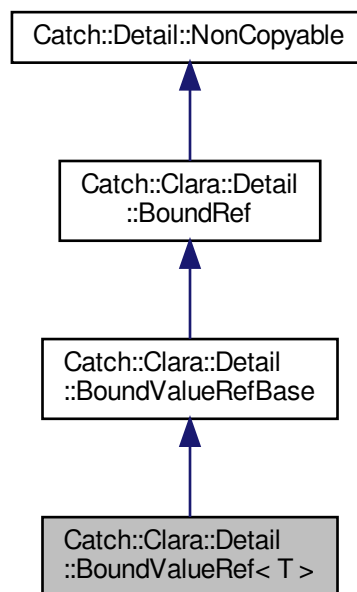 Catch::Detail::NonCopyable
Catch::Clara::Detail
::BoundRef
Catch::Clara::Detail
::BoundValueRefBase
Catch::Clara::Detail
::BoundValueRef< T >